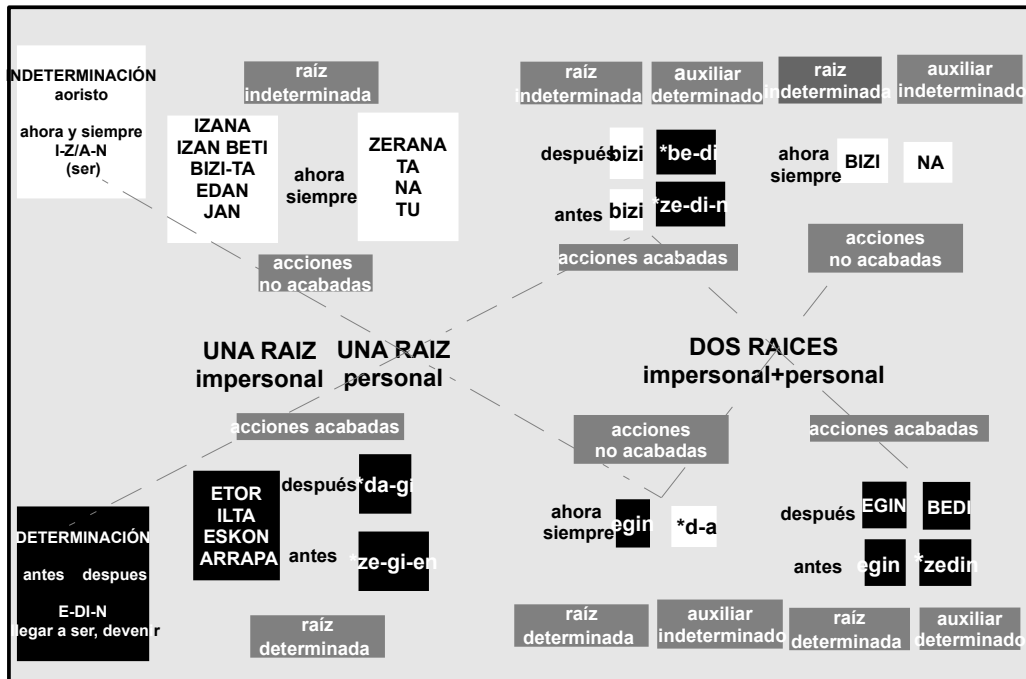 INDETERMINACIÓN
aoristo
ahora y siempre
I-Z/A-N
(ser)
raíz
indeterminada
IZANA
IZAN BETI
BIZI-TA
EDAN
JAN
ahora
siempre
ZERANA
TA
NA
TU
acciones
no acabadas
raíz
indeterminada
auxiliar
determinado
después
bizi
*be-di
antes
bizi
*ze-di-n
acciones acabadas
raiz
indeterminada
auxiliar
indeterminado
ahora
siempre
BIZI
NA
acciones
no acabadas
UNA RAIZ
impersonal
UNA RAIZ
personal
DOS RAICES
impersonal+personal
DETERMINACIÓN
antes despues
E-DI-N
llegar a ser, devenir
acciones acabadas
ETOR
ILTA
ESKON
ARRAPA
después
*da-gi
antes
*ze-gi-en
raíz
determinada
acciones
no acabadas
ahora
siempre
egin
*d-a
raíz
determinada
auxiliar
indeterminado
acciones acabadas
después
EGIN
BEDI
antes
egin
*zedin
raíz
determinada
auxiliar
determinado